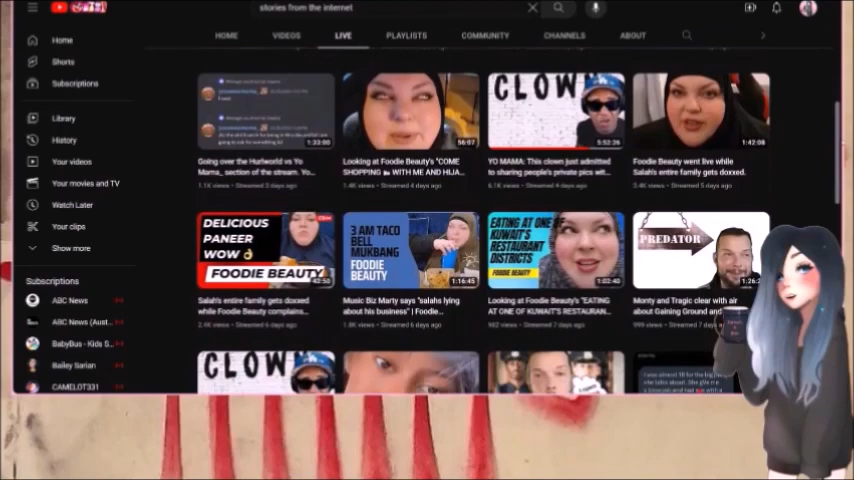 stories from the internet
HOME VIDEOS LIVE PLAYLISTS COMMUNITY CHANNELS ABOUT
Home
Shorts
Subscriptions
Library
History
Your videos
Your movies and TV
Watch Later
Your clips
Show more
Subscriptions
ABC News
ABC News (Aust...
BabyBus - Kids S...
Bailey Sarian
CAMELOT331
1:33:00
Going over the Hurlworld vs Yo
Mama_ section of the stream. Yo...
1.1K views • Streamed 3 days ago
56:07
Looking at Foodie Beauty's "COME
SHOPPING WITH ME AND HIJA...
1.4K views • Streamed 4 days ago
CLOWN
5:52:26
YO MAMA: This clown just admitted
to sharing people's private pics wit...
6.1K views • Streamed 4 days ago
1:42:08
Foodie Beauty went live while
Salah's entire family gets doxxed.
3.4K views • Streamed 5 days ago
DELICIOUS
PANEER
WOW
FOODIE BEAUTY
42:50
Salah's entire family gets doxxed
while Foodie Beauty complains...
2.4K views • Streamed 6 days ago
3 AM TACO
BELL
MUKBANG
FOODIE
BEAUTY
1:16:45
Music Biz Marty says "salahs lying
about his business" | Foodie...
1.8K views • Streamed 6 days ago
EATING AT ONE OF
KUWAIT'S
RESTAURANT
DISTRICTS
FOODIE BEAUTY
1:02:40
Looking at Foodie Beauty's "EATING
AT ONE OF KUWAIT'S RESTAURAN...
982 views • Streamed 7 days ago
PREDATOR
1:26:2
Monty and Tragic clear with air
about Gaining Ground and
999 views • Streamed 7 days
CLOWN